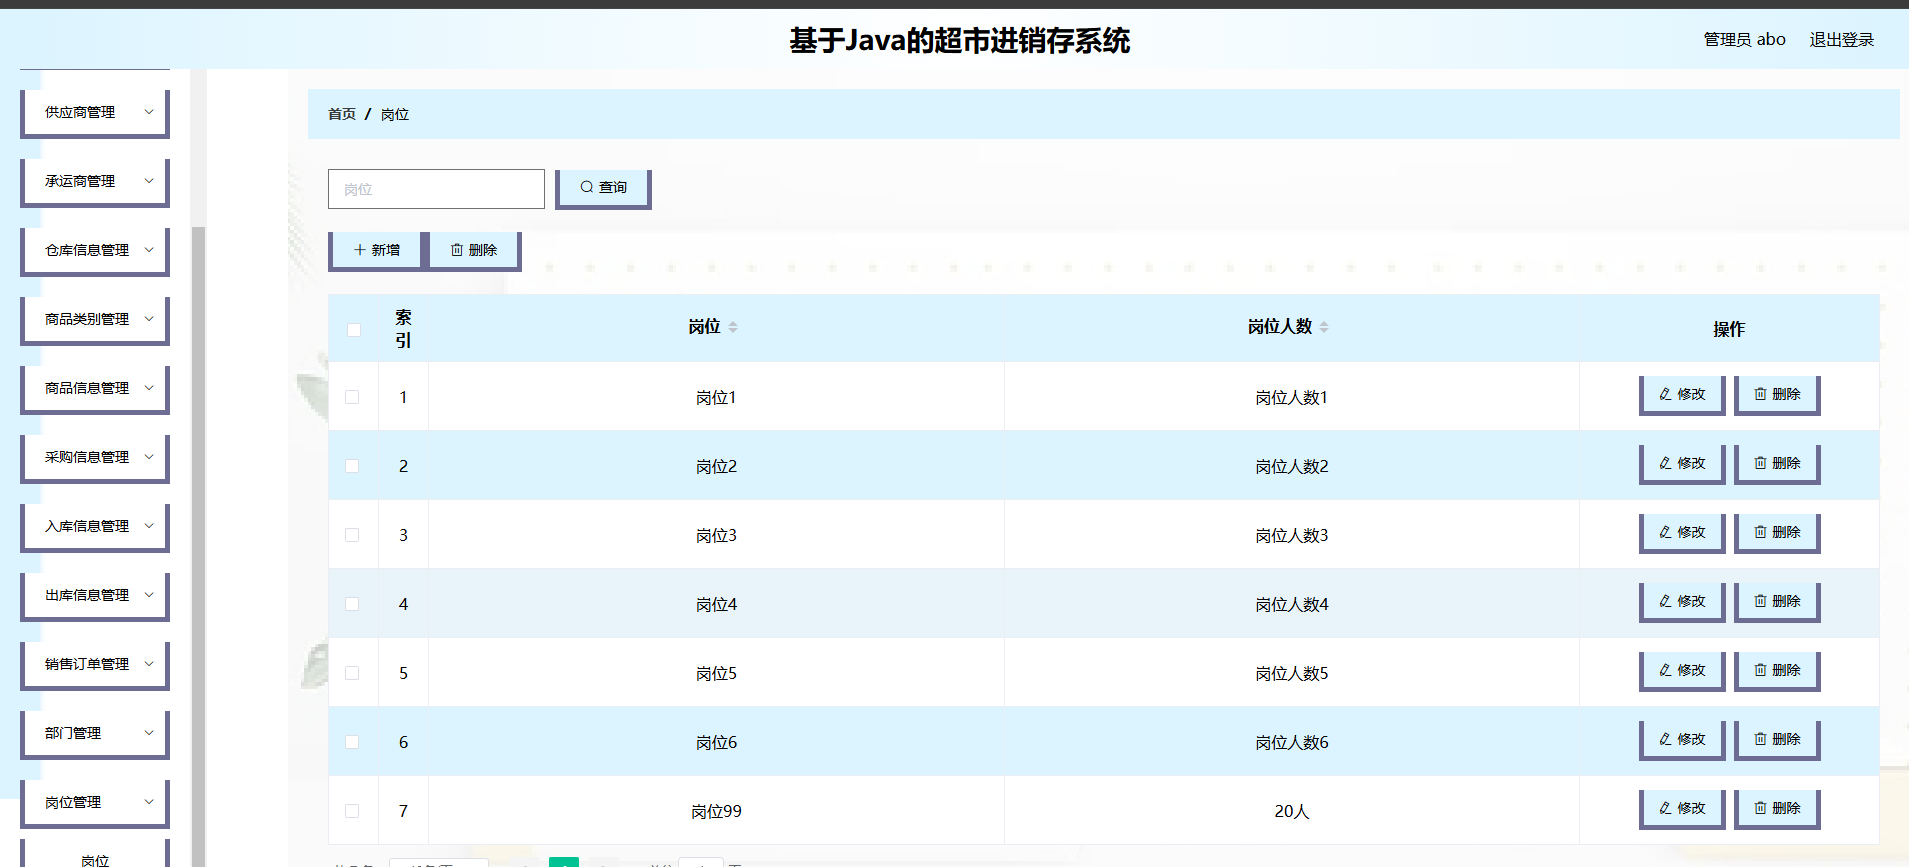 基于Java的超市进销存系统
管理员 abo 退出登录
供应商管理
承运商管理
仓库信息管理
商品类别管理
商品信息管理
采购信息管理
入库信息管理
出库信息管理
销售订单管理
部门管理
岗位管理
岗位
首页 / 岗位
岗位
查询
新增 删除
索引 岗位 岗位人数 操作
1 岗位1 岗位人数1 修改 删除
2 岗位2 岗位人数2 修改 删除
3 岗位3 岗位人数3 修改 删除
4 岗位4 岗位人数4 修改 删除
5 岗位5 岗位人数5 修改 删除
6 岗位6 岗位人数6 修改 删除
7 岗位99 20人 修改 删除